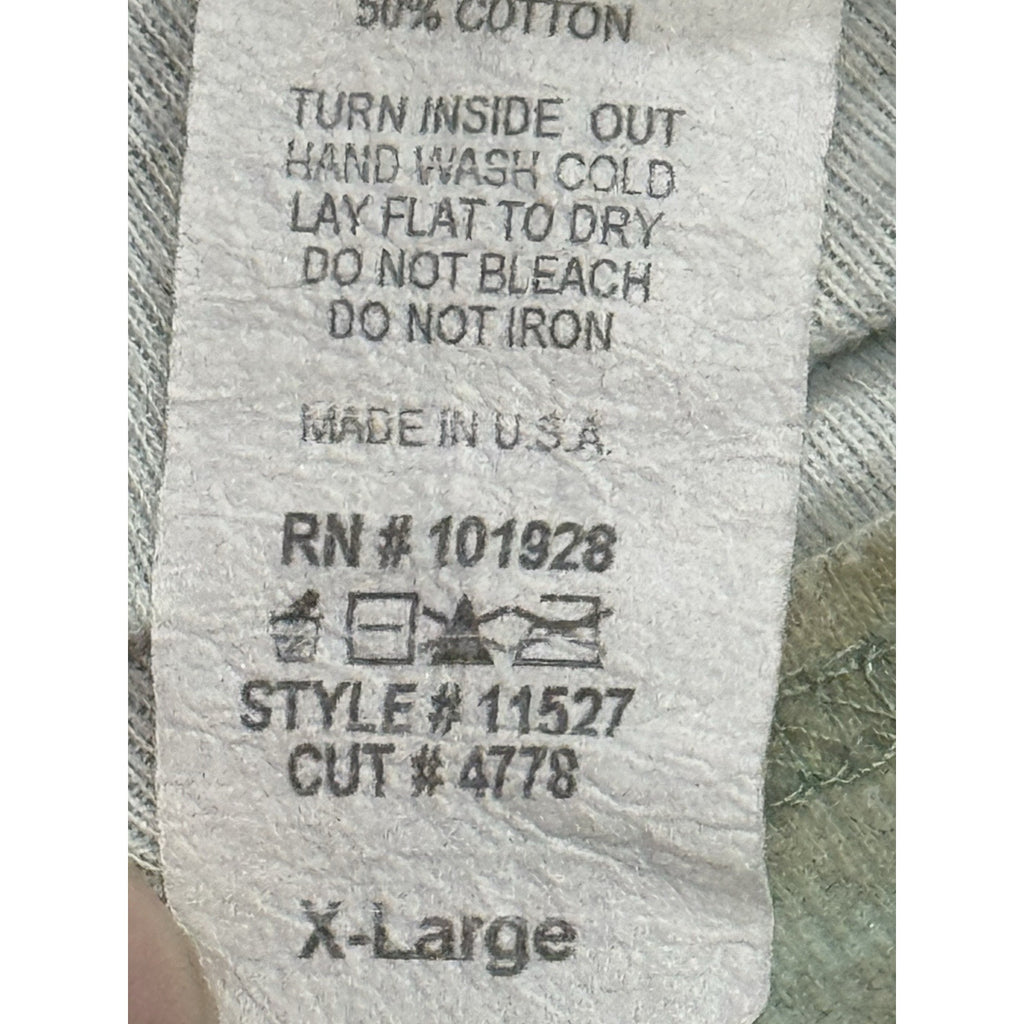 50% COTTON
TURN INSIDE OUT
HAND WASH COLD
LAY FLAT TO DRY
DO NOT BLEACH
DO NOT IRON
MADE IN U.S.A.
RN # 101928
STYLE # 11527
CUT # 4778
X-Large